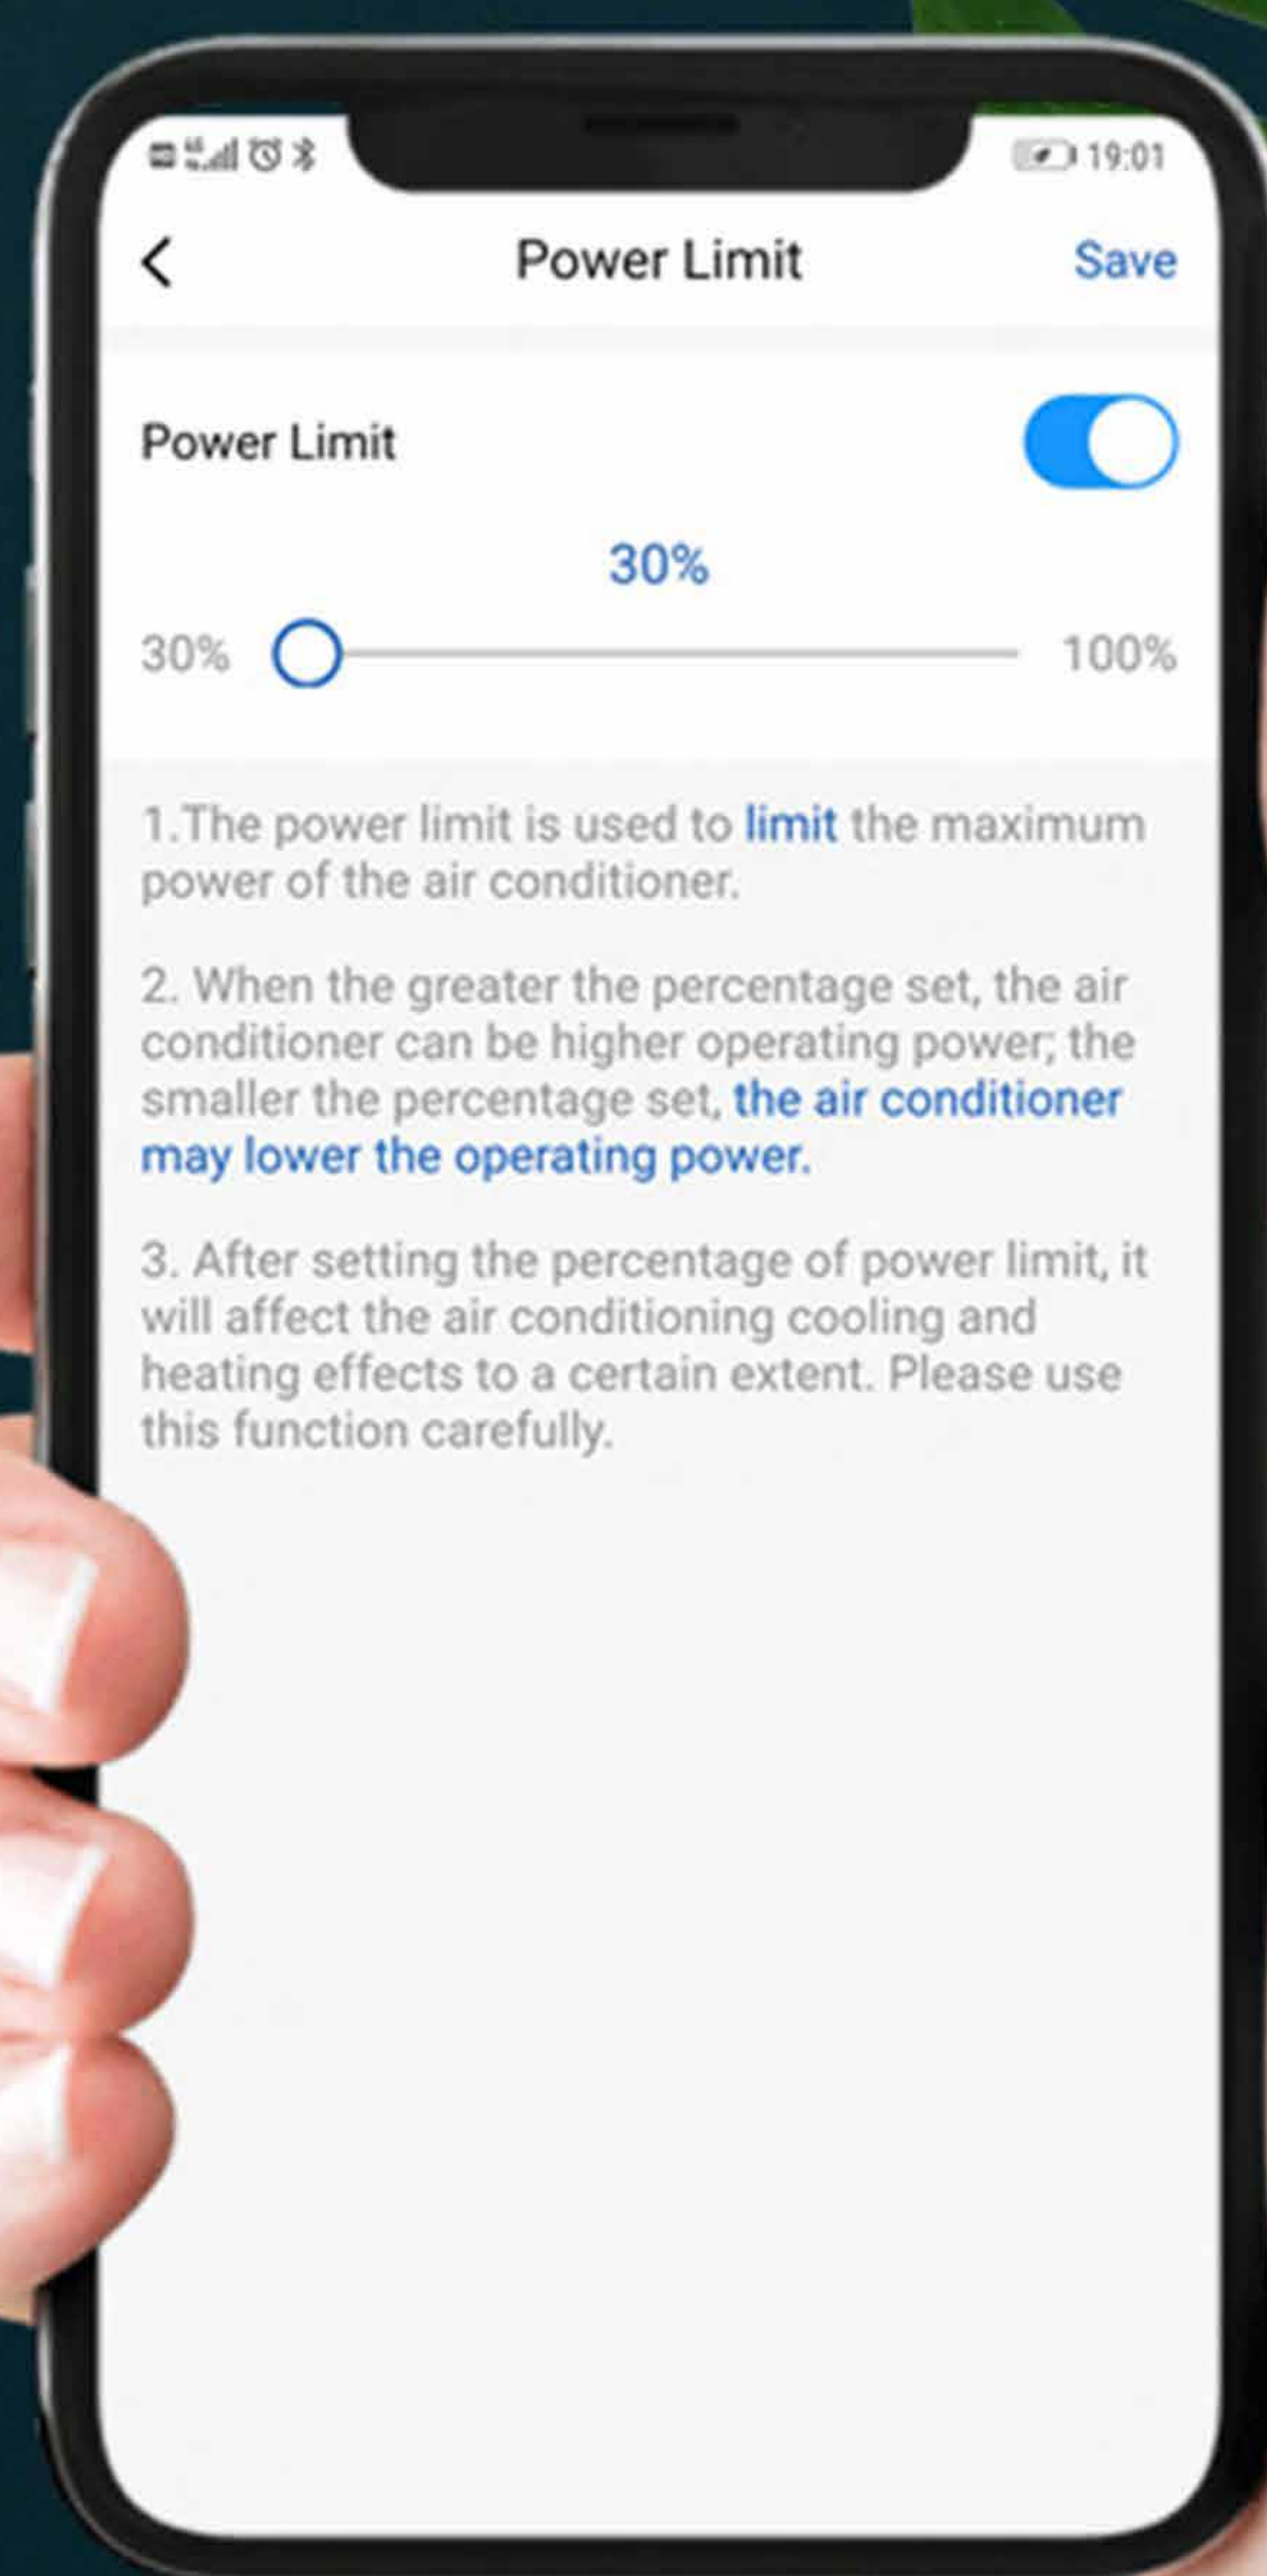 19:01
Power Limit Save
Power Limit
30%
30% 100%
1.The power limit is used to limit the maximum
power of the air conditioner.
2. When the greater the percentage set, the air
conditioner can be higher operating power; the
smaller the percentage set, the air conditioner
may lower the operating power.
3. After setting the percentage of power limit, it
will affect the air conditioning cooling and
heating effects to a certain extent. Please use
this function carefully.